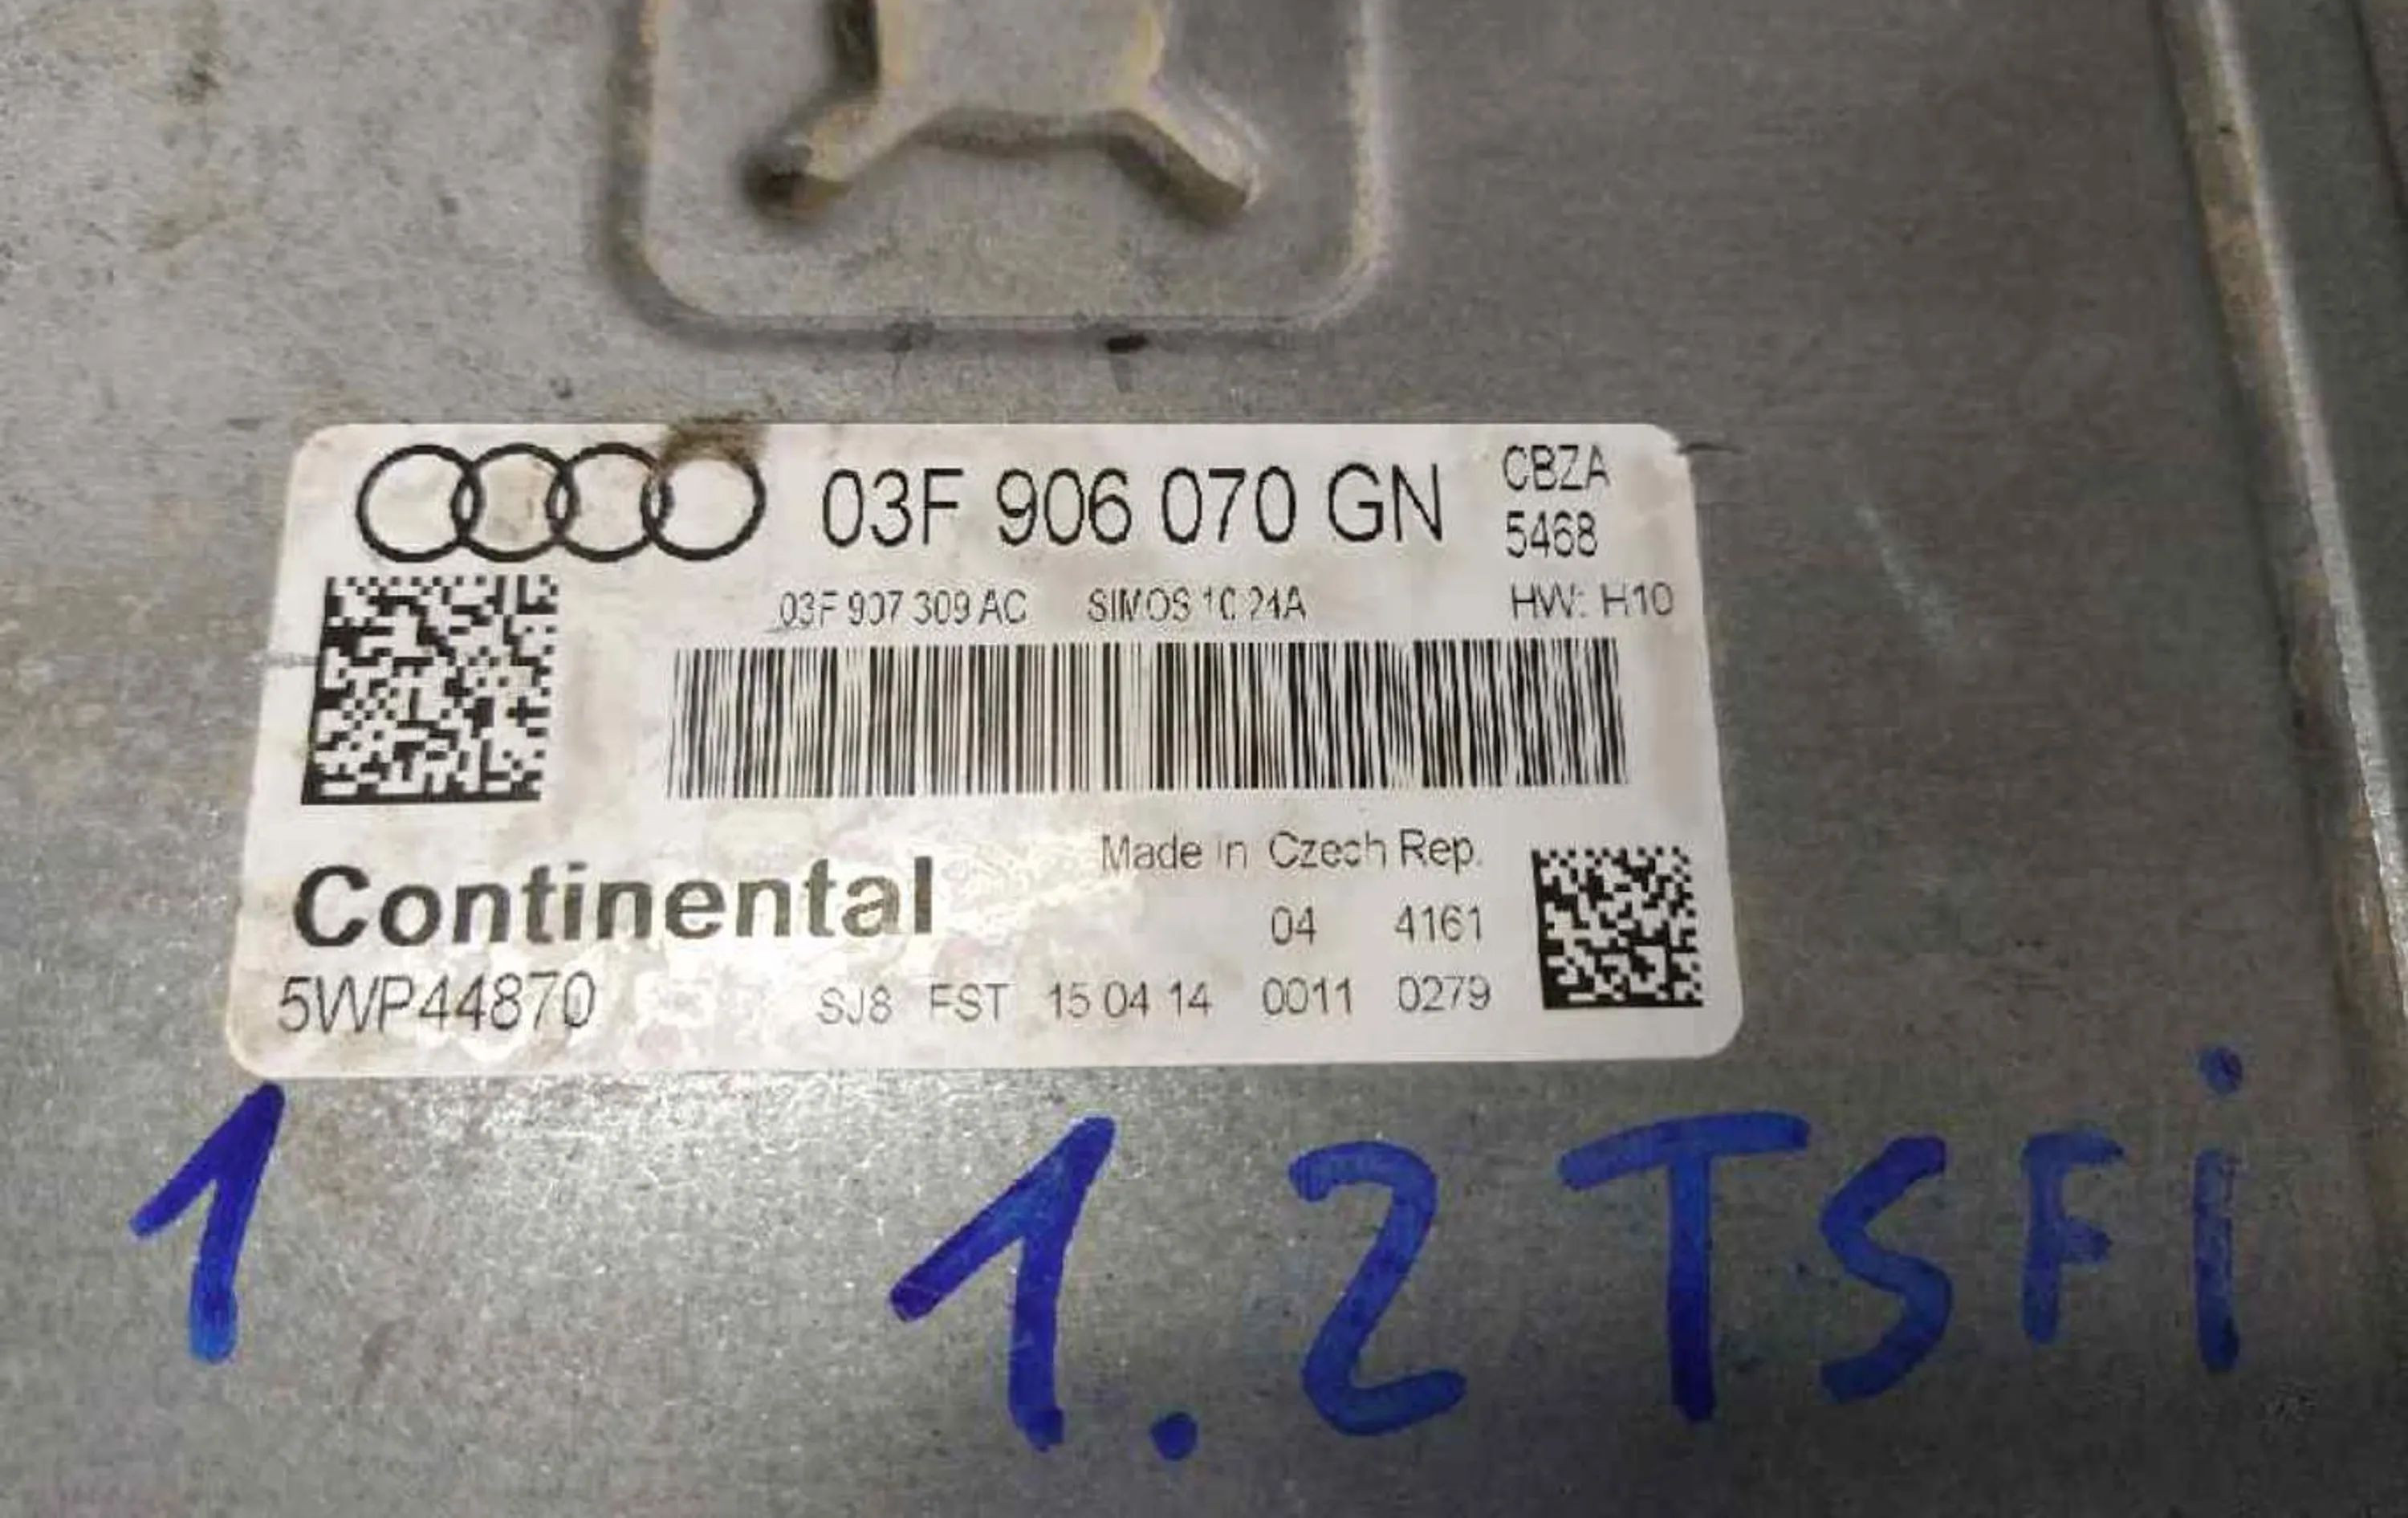 03F 906 070 GN CBZA
5468
03F 907 309 AC SIMOS 10.24A HW: H10
Made in Czech Rep.
Continental 04 4161
5WP44870 SJ8 FST 15 04 14 0011 0279
1 1.2 TSFi